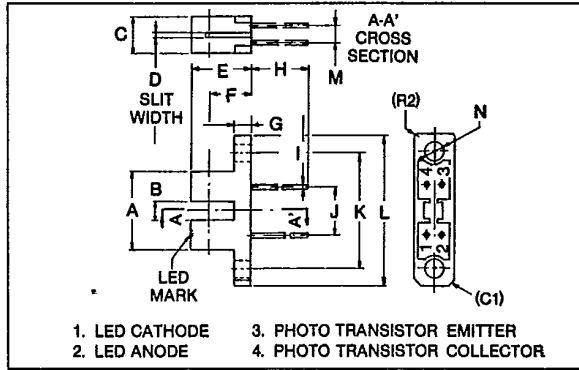 C
D
SLIT
WIDTH
E
H
F
M
A-A'
CROSS
SECTION
G
(R2)
N
I
4
3
A
B
A
A'
J
K
L
1
2
LED
MARK
(C1)
1. LED CATHODE
2. LED ANODE
3. PHOTO TRANSISTOR EMITTER
4. PHOTO TRANSISTOR COLLECTOR